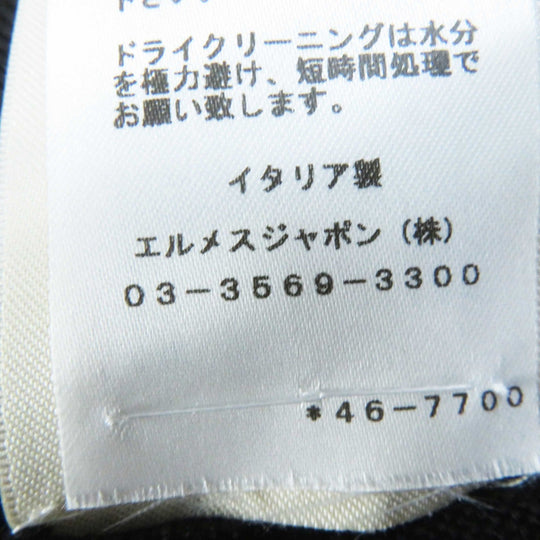 ドライクリーニングは水分
を極力避け、短時間処理で
お願い致します。
イタリア製
エルメスジャポン（株）
03-3569-3300
*46-7700